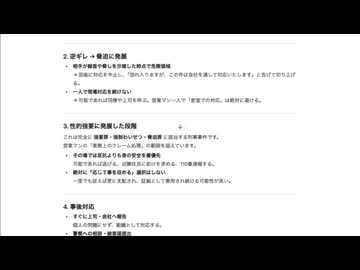 2. 逆ギレ → 脅迫に発展
• 相手が録音や脅しを示唆した時点で危険領域
→ 即座に対応を中止し、「恐れ入りますが、この件は会社を通して対応いたします」と告げて切り上げ
る。
• 一人で現場対応を続けない
→ 可能であれば同僚や上司を呼ぶ。営業マン一人で「密室での対応」は絶対に避ける。
3. 性的強要に発展した段階
これは完全に 強要罪・強制わいせつ・脅迫罪 に該当する刑事事件です。
営業マンの「業務上のクレーム処理」の範囲を超えています。
• その場では反抗よりも身の安全を最優先
可能であれば逃げる、近隣住民に助けを求める、110番通報する。
• 絶対に「応じて事を収める」選択はしない
一度でも従えば更に支配され、証拠として悪用され続ける可能性が高い。
4. 事後対応
• すぐに上司・会社へ報告
個人の問題にせず、組織として対応する。
• 警察への相談・被害届提出